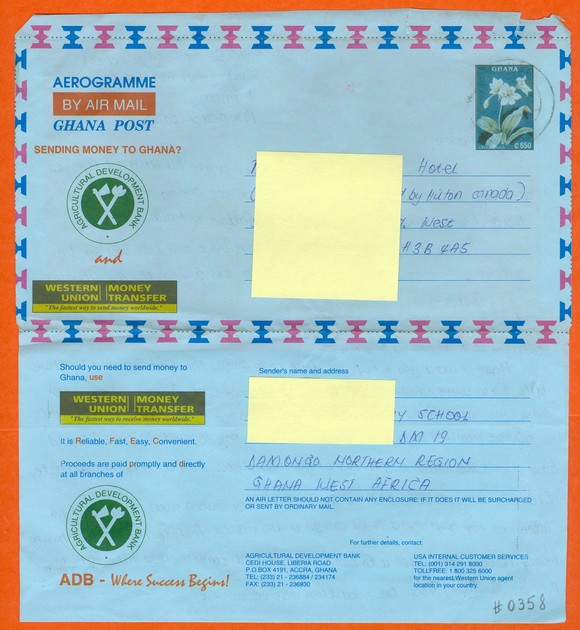 AEROGRAMME
BY AIR MAIL
GHANA POST
GHANA
₵650
SENDING MONEY TO GHANA?
AGRICULTURAL DEVELOPMENT BANK
and
WESTERN UNION MONEY TRANSFER
"The fastest way to send money worldwide."
Hotel
by Hilton Canada)
West
H3B 4A5
Should you need to send money to
Ghana, use
WESTERN UNION MONEY TRANSFER
"The fastest way to receive money worldwide."
It is Reliable, Fast, Easy, Convenient.
Proceeds are paid promptly and directly
at all branches of
AGRICULTURAL DEVELOPMENT BANK
ADB - Where Success Begins!
Sender's name and address
SCHOOL
DM 19
DAMONGO NORTHERN REGION
GHANA WEST AFRICA
AN AIR LETTER SHOULD NOT CONTAIN ANY ENCLOSURE: IF IT DOES IT WILL BE SURCHARGED
OR SENT BY ORDINARY MAIL.
For further details, contact:
AGRICULTURAL DEVELOPMENT BANK
CEDI HOUSE, LIBERIA ROAD
P.O BOX 4191, ACCRA, GHANA
TEL: (233) 21 - 236884 / 234174
FAX: (233) 21 - 236930
USA INTERNAL CUSTOMER SERVICES
TEL: (001) 314 291 8000
TOLLFREE: 1 800 325 6000
for the nearest Western Union agent
location in your country.
#0358